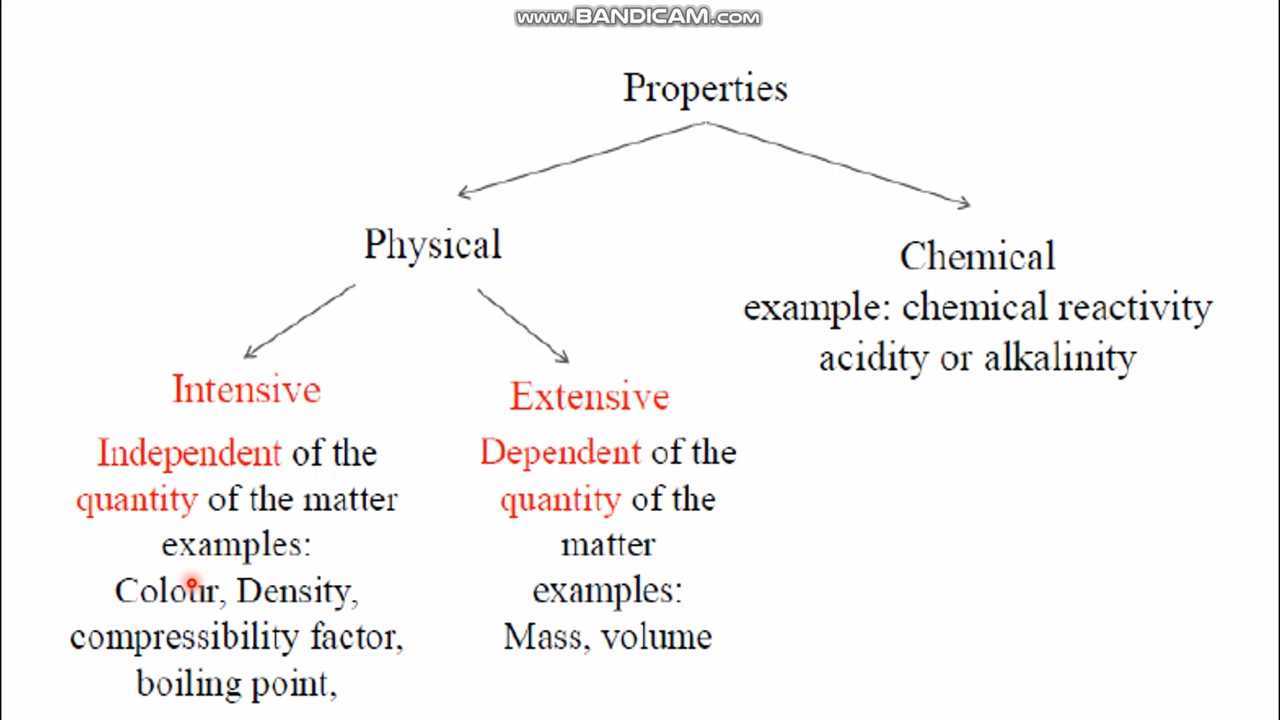 www.BANDICAM.com
Properties
Physical
Chemical
example: chemical reactivity
acidity or alkalinity
Intensive
Independent of the
quantity of the matter
examples:
Colour, Density,
compressibility factor,
boiling point,
Extensive
Dependent of the
quantity of the
matter
examples:
Mass, volume